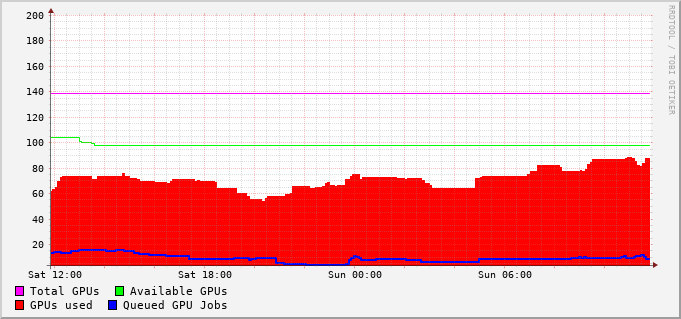 200
180
160
140
120
100
80
60
40
20
Sat 12:00 Sat 18:00 Sun 00:00 Sun 06:00
Total GPUs Available GPUs
GPUs used Queued GPU Jobs
RRDTOOL / TOBI OETIKER